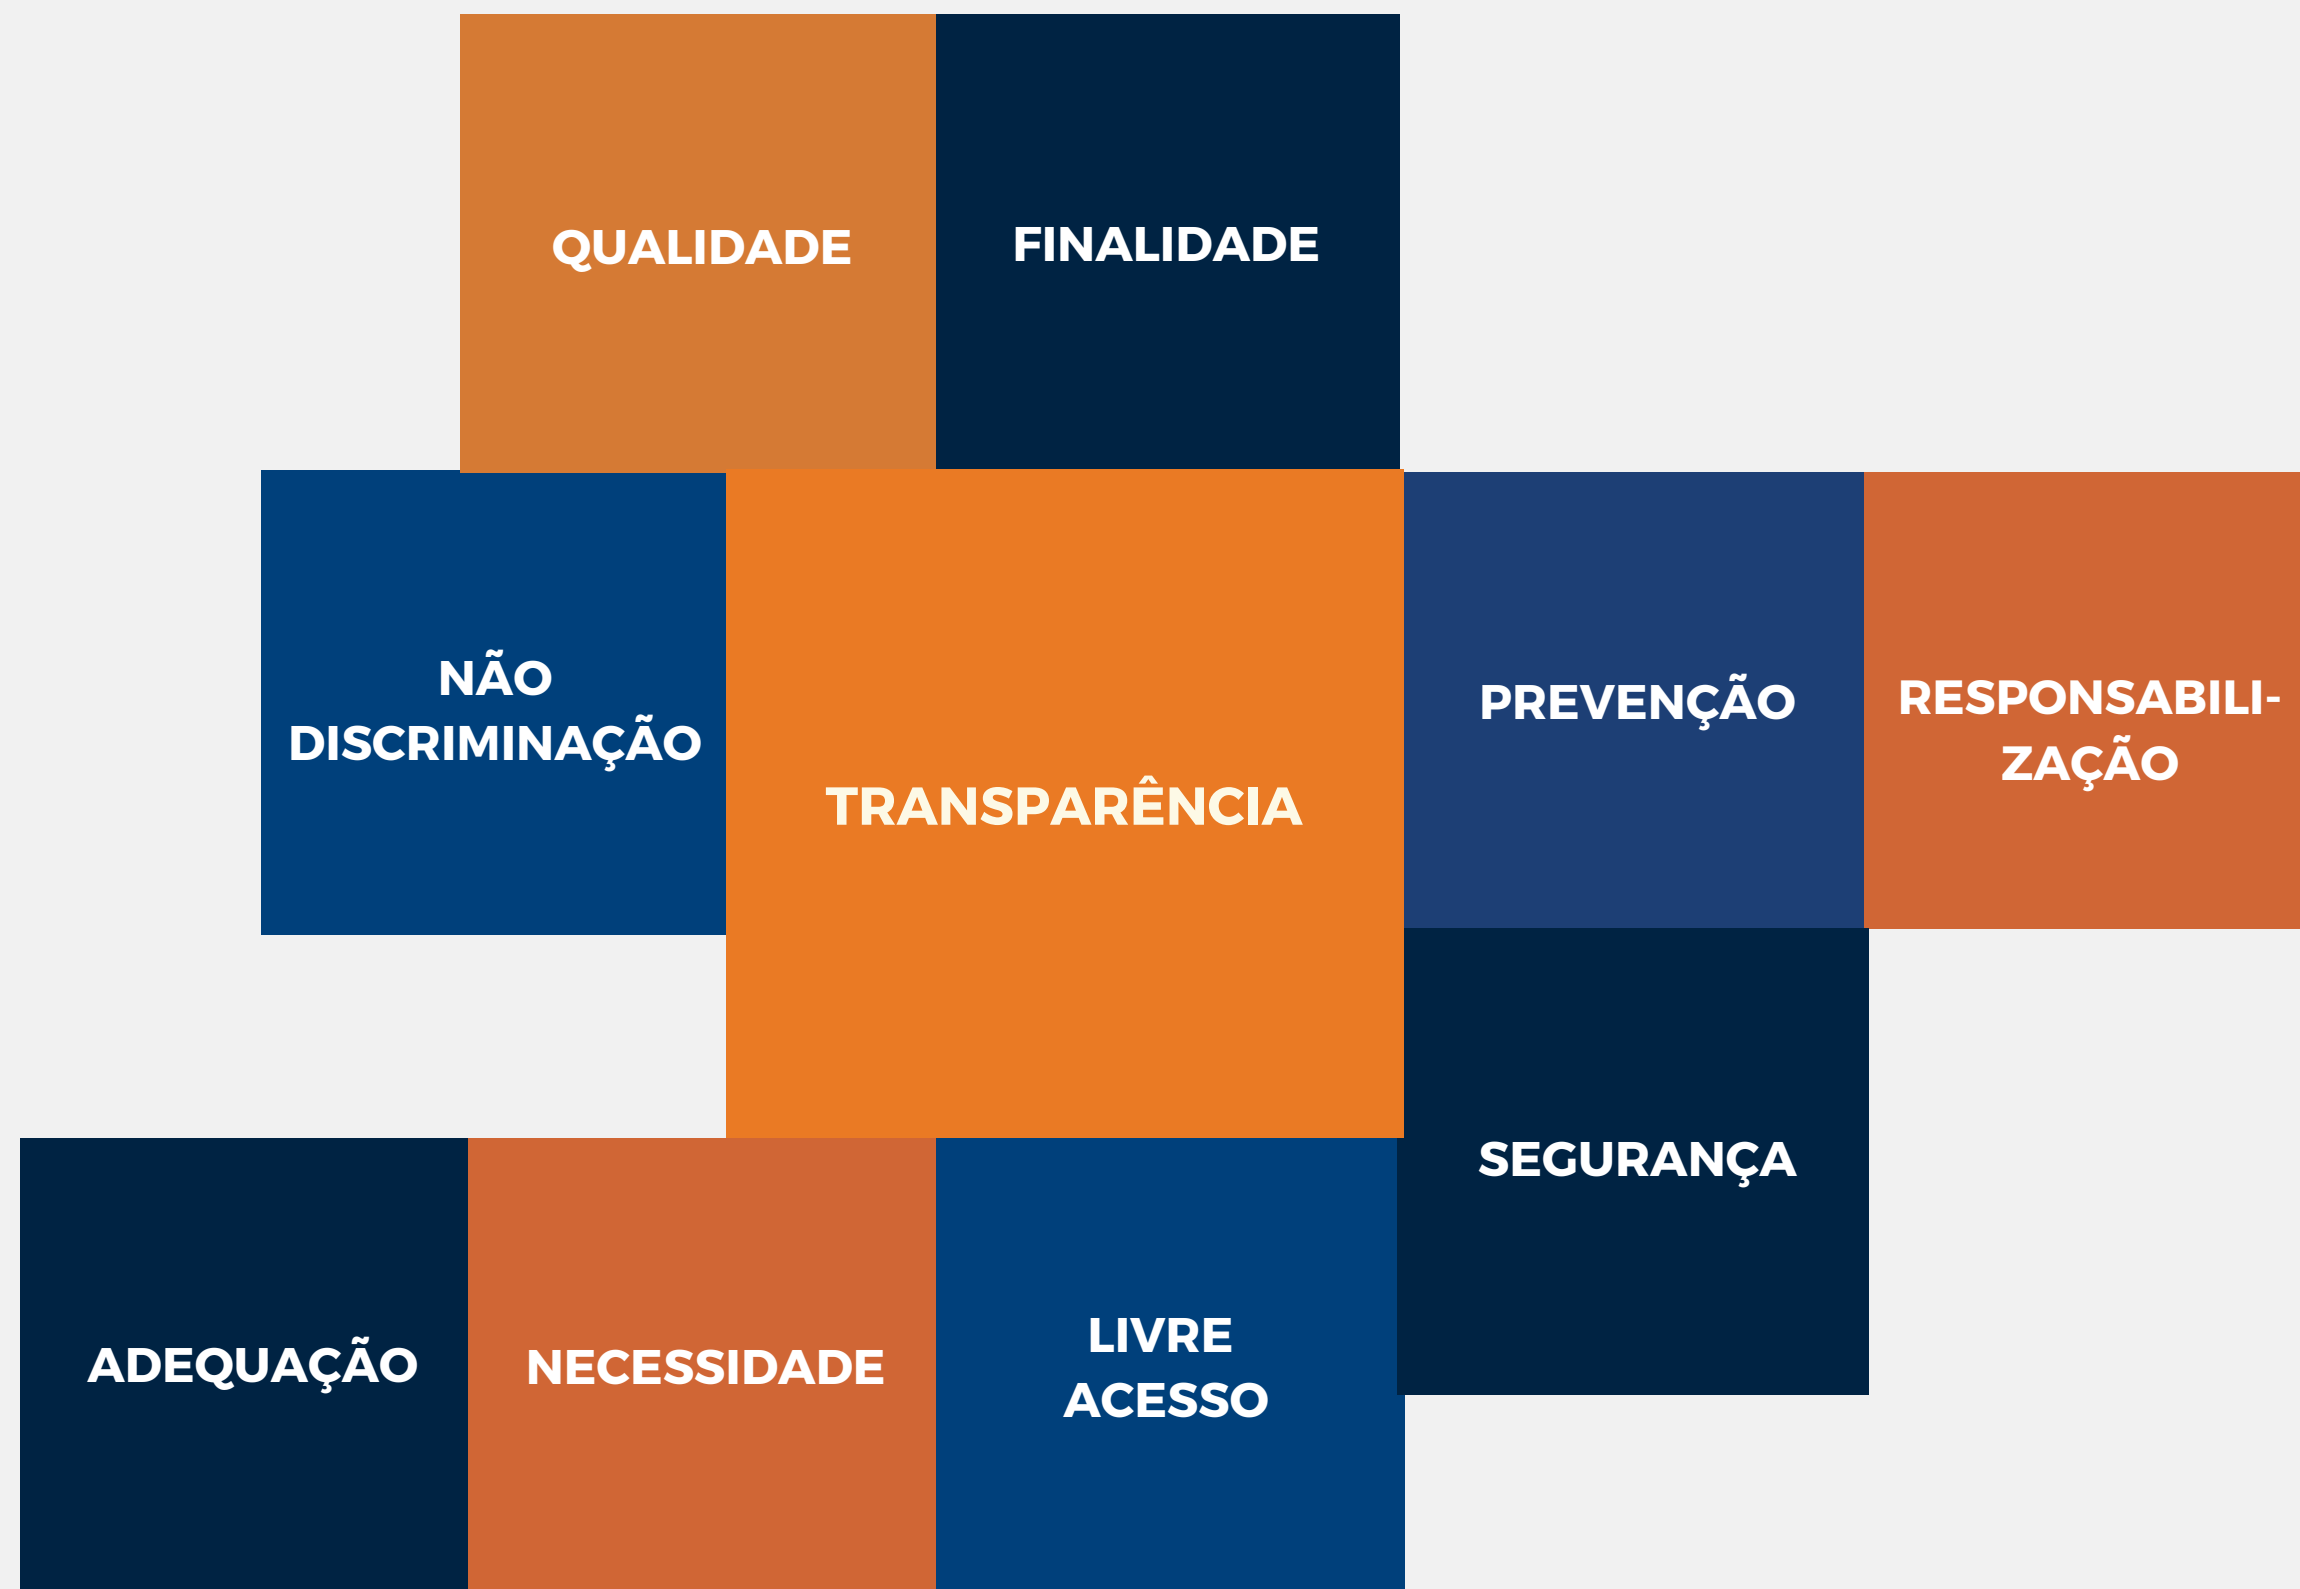 QUALIDADE
FINALIDADE
NÃO
DISCRIMINAÇÃO
TRANSPARÊNCIA
PREVENÇÃO
RESPONSABILI-
ZAÇÃO
SEGURANÇA
ADEQUAÇÃO
NECESSIDADE
LIVRE
ACESSO